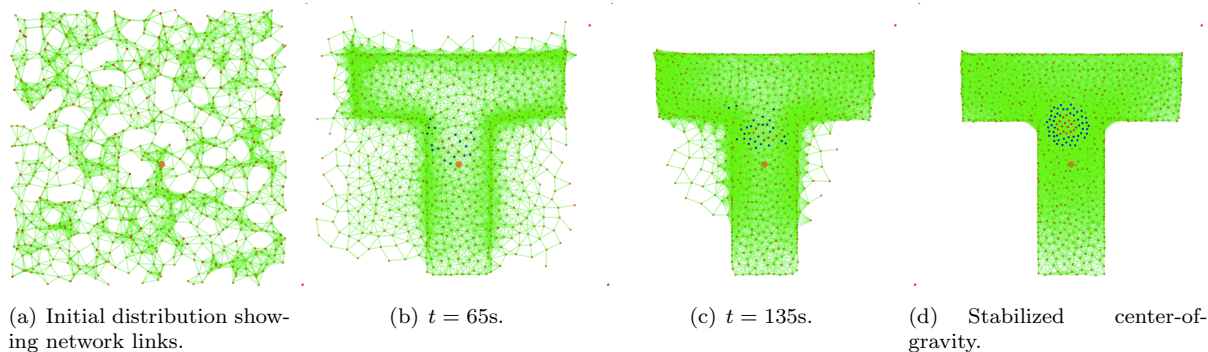 (a) Initial distribution show-
ing network links.
(b) t = 65s.
(c) t = 135s.
(d) Stabilized center-of-
gravity.